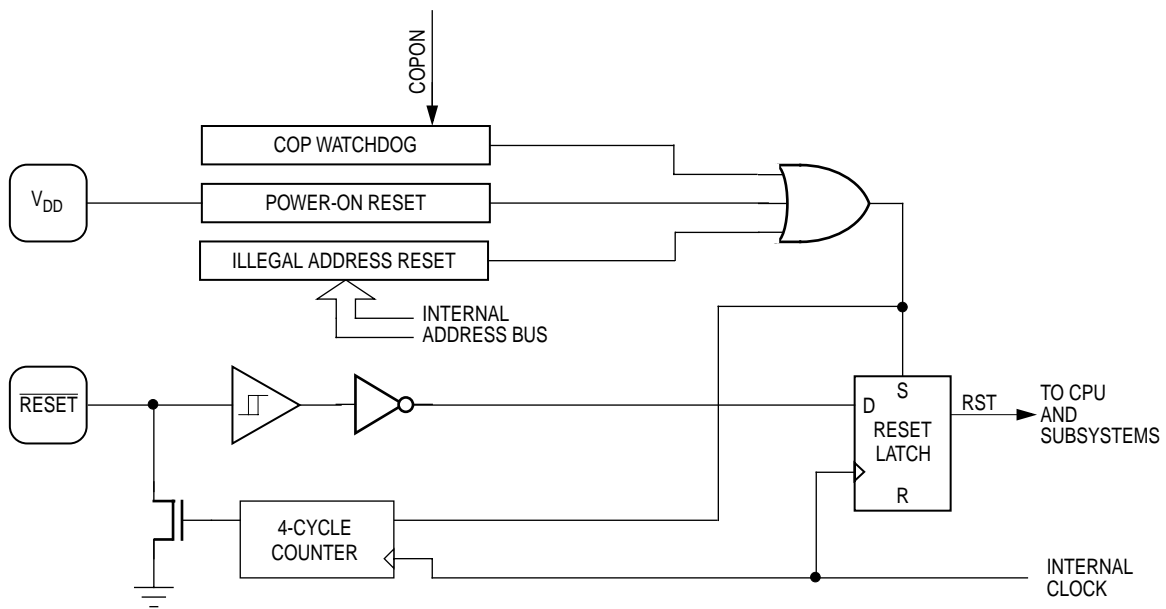 COPON
COP WATCHDOG
VDD
POWER-ON RESET
ILLEGAL ADDRESS RESET
INTERNAL
ADDRESS BUS
RESET
D
S
RESET
LATCH
R
RST
TO CPU
AND
SUBSYSTEMS
4-CYCLE
COUNTER
INTERNAL
CLOCK